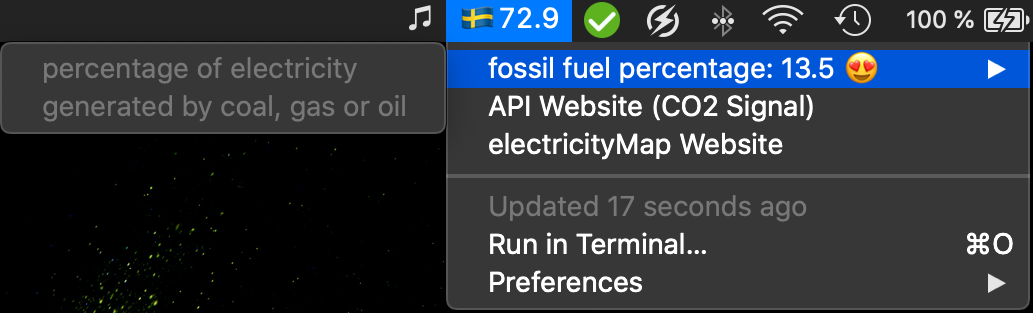 🇸🇪 72.9
100 %
percentage of electricity
generated by coal, gas or oil
fossil fuel percentage: 13.5 😍
API Website (CO2 Signal)
electricityMap Website
Updated 17 seconds ago
Run in Terminal... ⌘O
Preferences